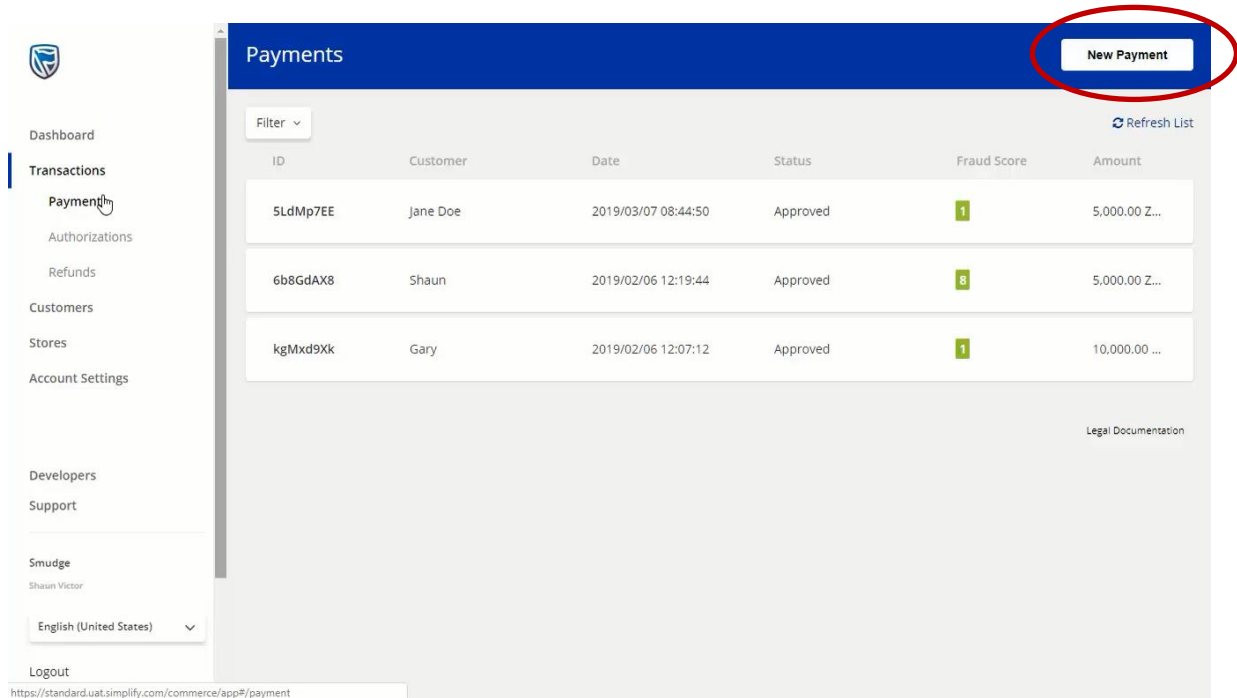 Payments
New Payment
Dashboard
Transactions
Payment
Authorizations
Refunds
Customers
Stores
Account Settings
Developers
Support
Smudge
Shaun Victor
English (United States)
Logout
https://standard.uat.simplify.com/commerce/app#/payment
Filter
Refresh List
ID Customer Date Status Fraud Score Amount
5LdMp7EE Jane Doe 2019/03/07 08:44:50 Approved 1 5,000.00 Z...
6b8GdAX8 Shaun 2019/02/06 12:19:44 Approved 8 5,000.00 Z...
kgMxd9Xk Gary 2019/02/06 12:07:12 Approved 1 10,000.00 ...
Legal Documentation